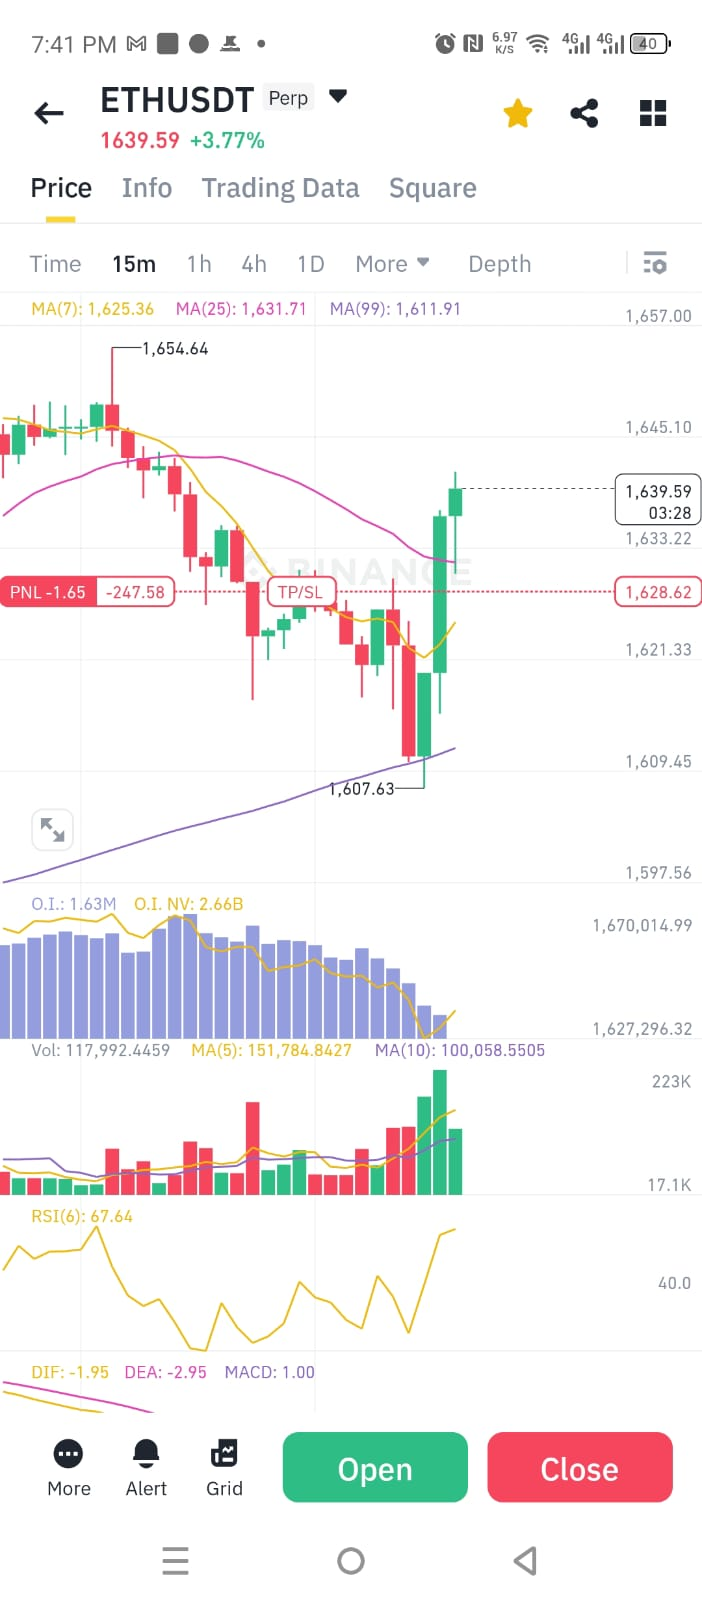 7:41 PM
6.97 K/S 4G 4G 40
ETHUSDT Perp
1639.59 +3.77%
Price Info Trading Data Square
Time 15m 1h 4h 1D More Depth
MA(7): 1,625.36 MA(25): 1,631.71 MA(99): 1,611.91
1,657.00
1,654.64
1,645.10
1,639.59
03:28
1,633.22
BINANCE
PNL -1.65 -247.58 TP/SL 1,628.62
1,621.33
1,609.45
1,607.63
1,597.56
O.I.: 1.63M O.I. NV: 2.66B
1,670,014.99
1,627,296.32
Vol: 117,992.4459 MA(5): 151,784.8427 MA(10): 100,058.5505
223K
17.1K
RSI(6): 67.64
40.0
DIF: -1.95 DEA: -2.95 MACD: 1.00
More Alert Grid Open Close